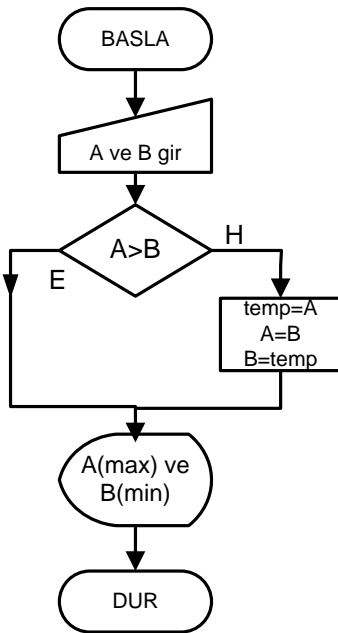 BASLA
A ve B gir
A>B
E
H
temp=A
A=B
B=temp
A(max) ve
B(min)
DUR